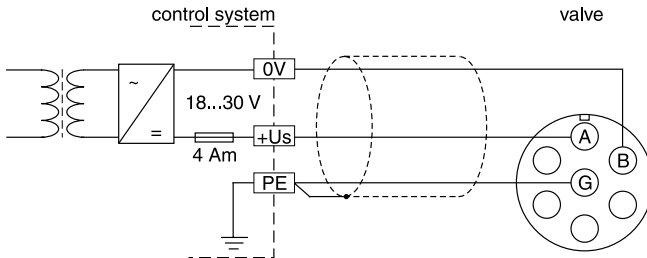 control system
valve
0V
~
18...30 V
=
+Us
4 Am
A
B
PE
G